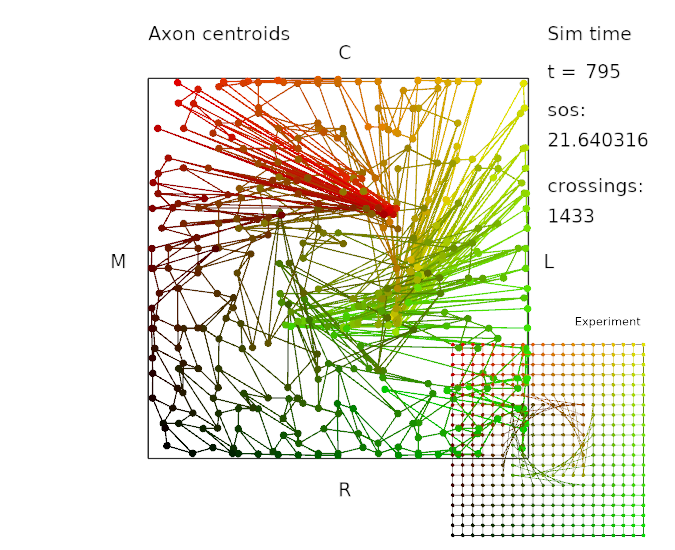 Axon centroids
Sim time
C
t = 795
sos:
21.640316
crossings:
1433
M
L
Experiment
R